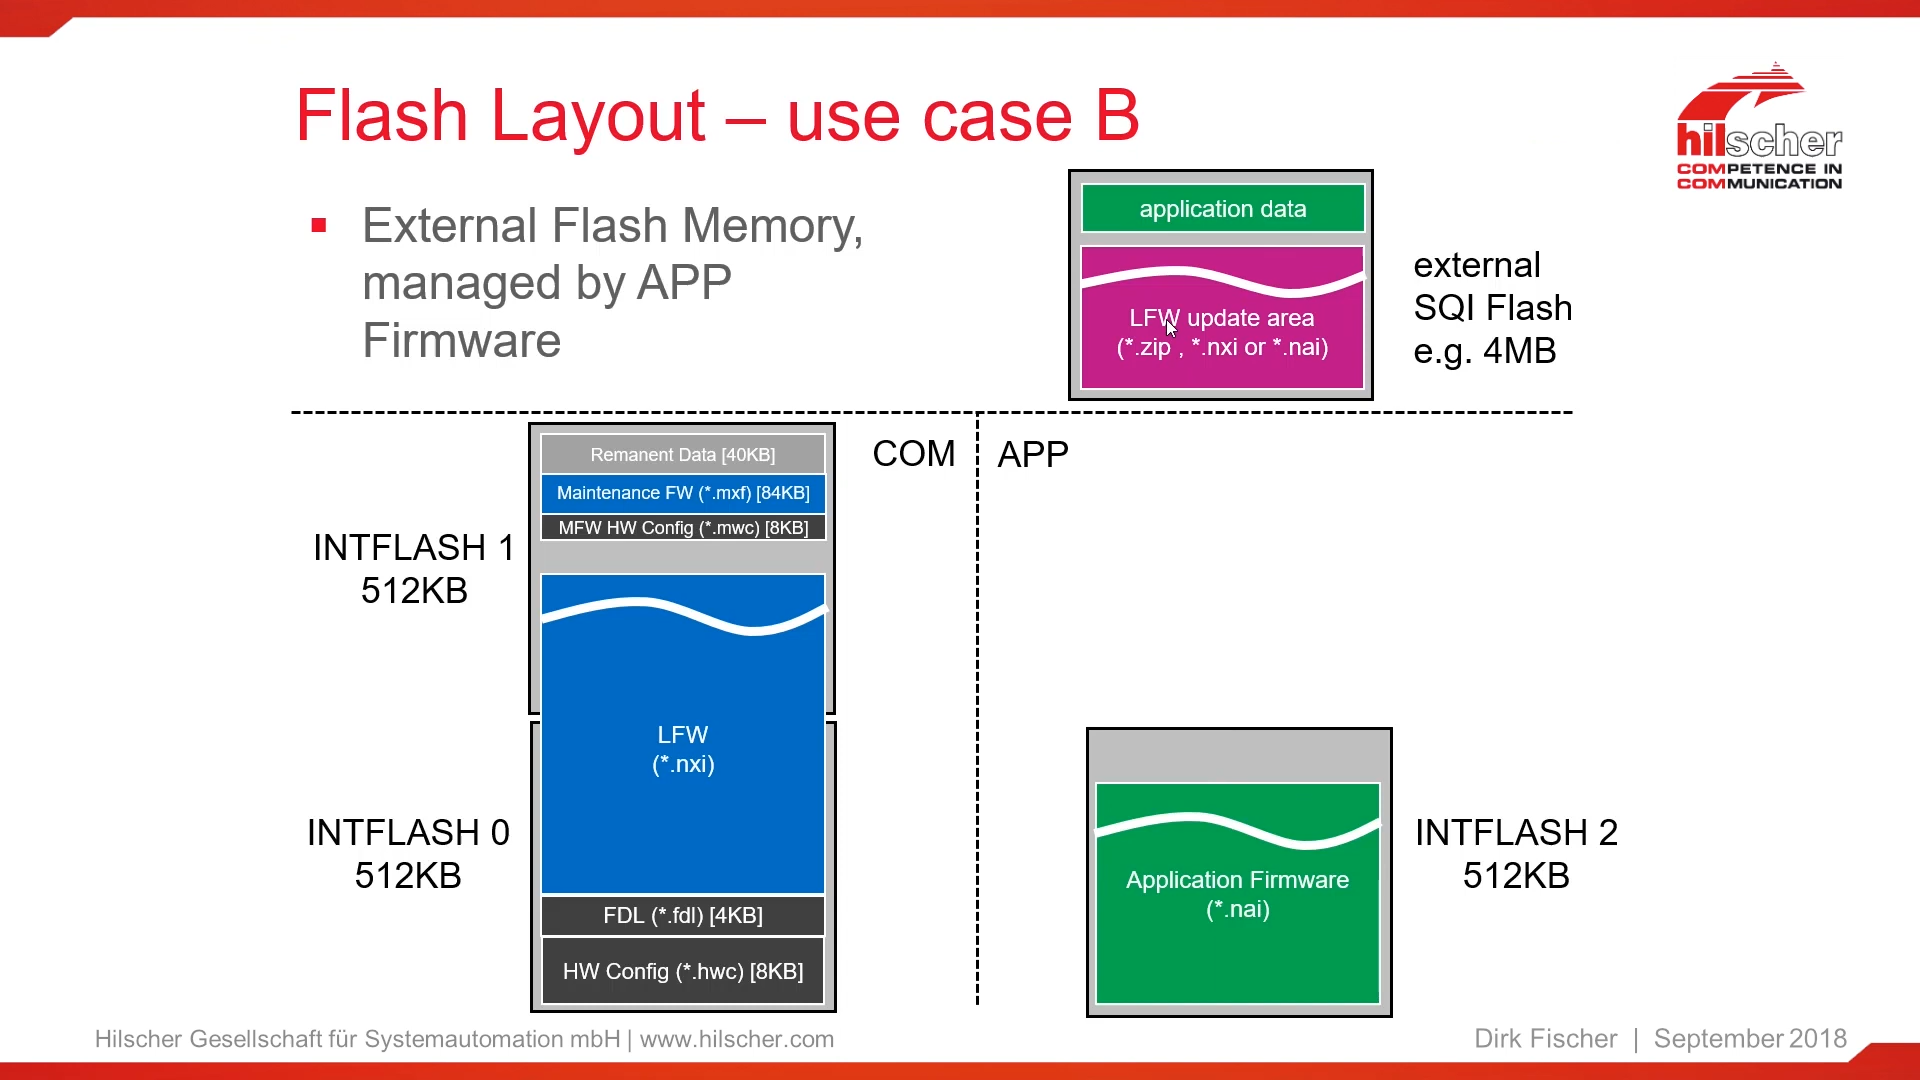 Flash Layout – use case B
hilscher
COMPETENCE IN
COMMUNICATION
External Flash Memory,
managed by APP
Firmware
application data
LFW update area
(*.zip , *.nxi or *.nai)
external
SQI Flash
e.g. 4MB
COM
APP
Remanent Data [40KB]
Maintenance FW (*.mxf) [84KB]
MFW HW Config (*.mwc) [8KB]
INTFLASH 1
512KB
LFW
(*.nxi)
INTFLASH 0
512KB
FDL (*.fdl) [4KB]
HW Config (*.hwc) [8KB]
Application Firmware
(*.nai)
INTFLASH 2
512KB
Hilscher Gesellschaft für Systemautomation mbH | www.hilscher.com
Dirk Fischer | September 2018